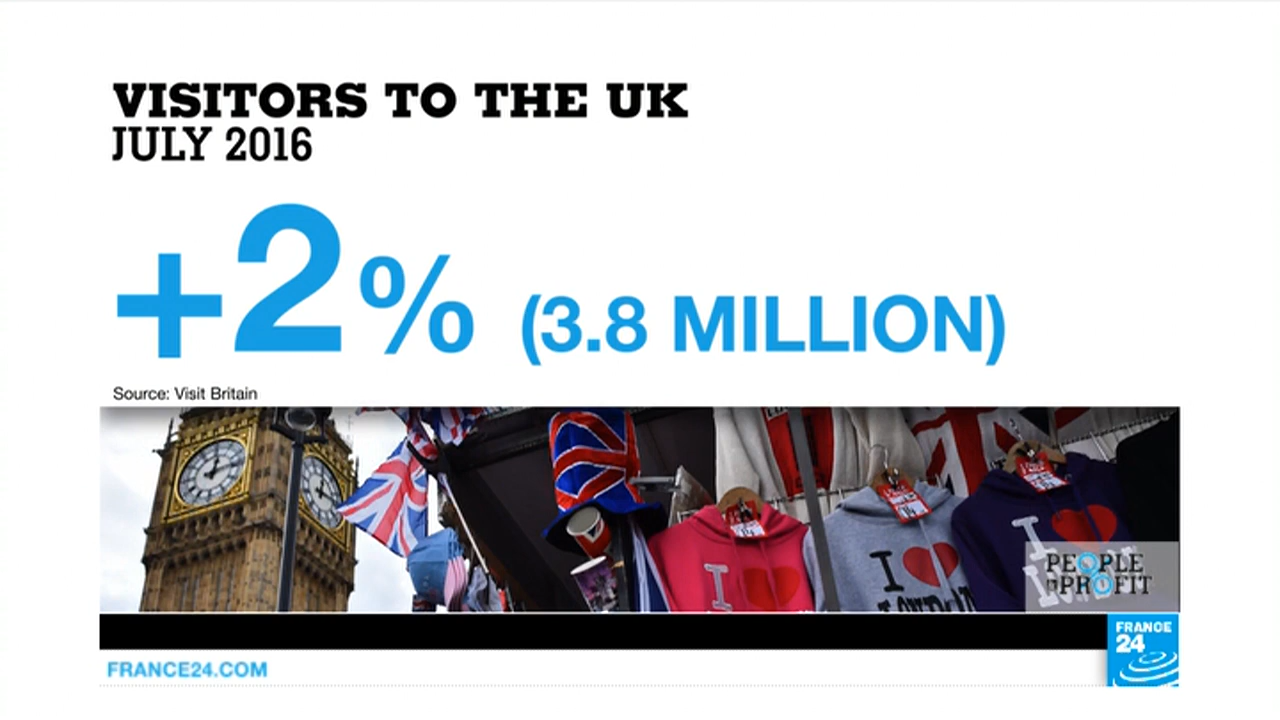 VISITORS TO THE UK
JULY 2016
+2% (3.8 MILLION)
Source: Visit Britain
I
I
LONDON
I
PEOPLE
PROFIT
FRANCE
24
FRANCE24.COM